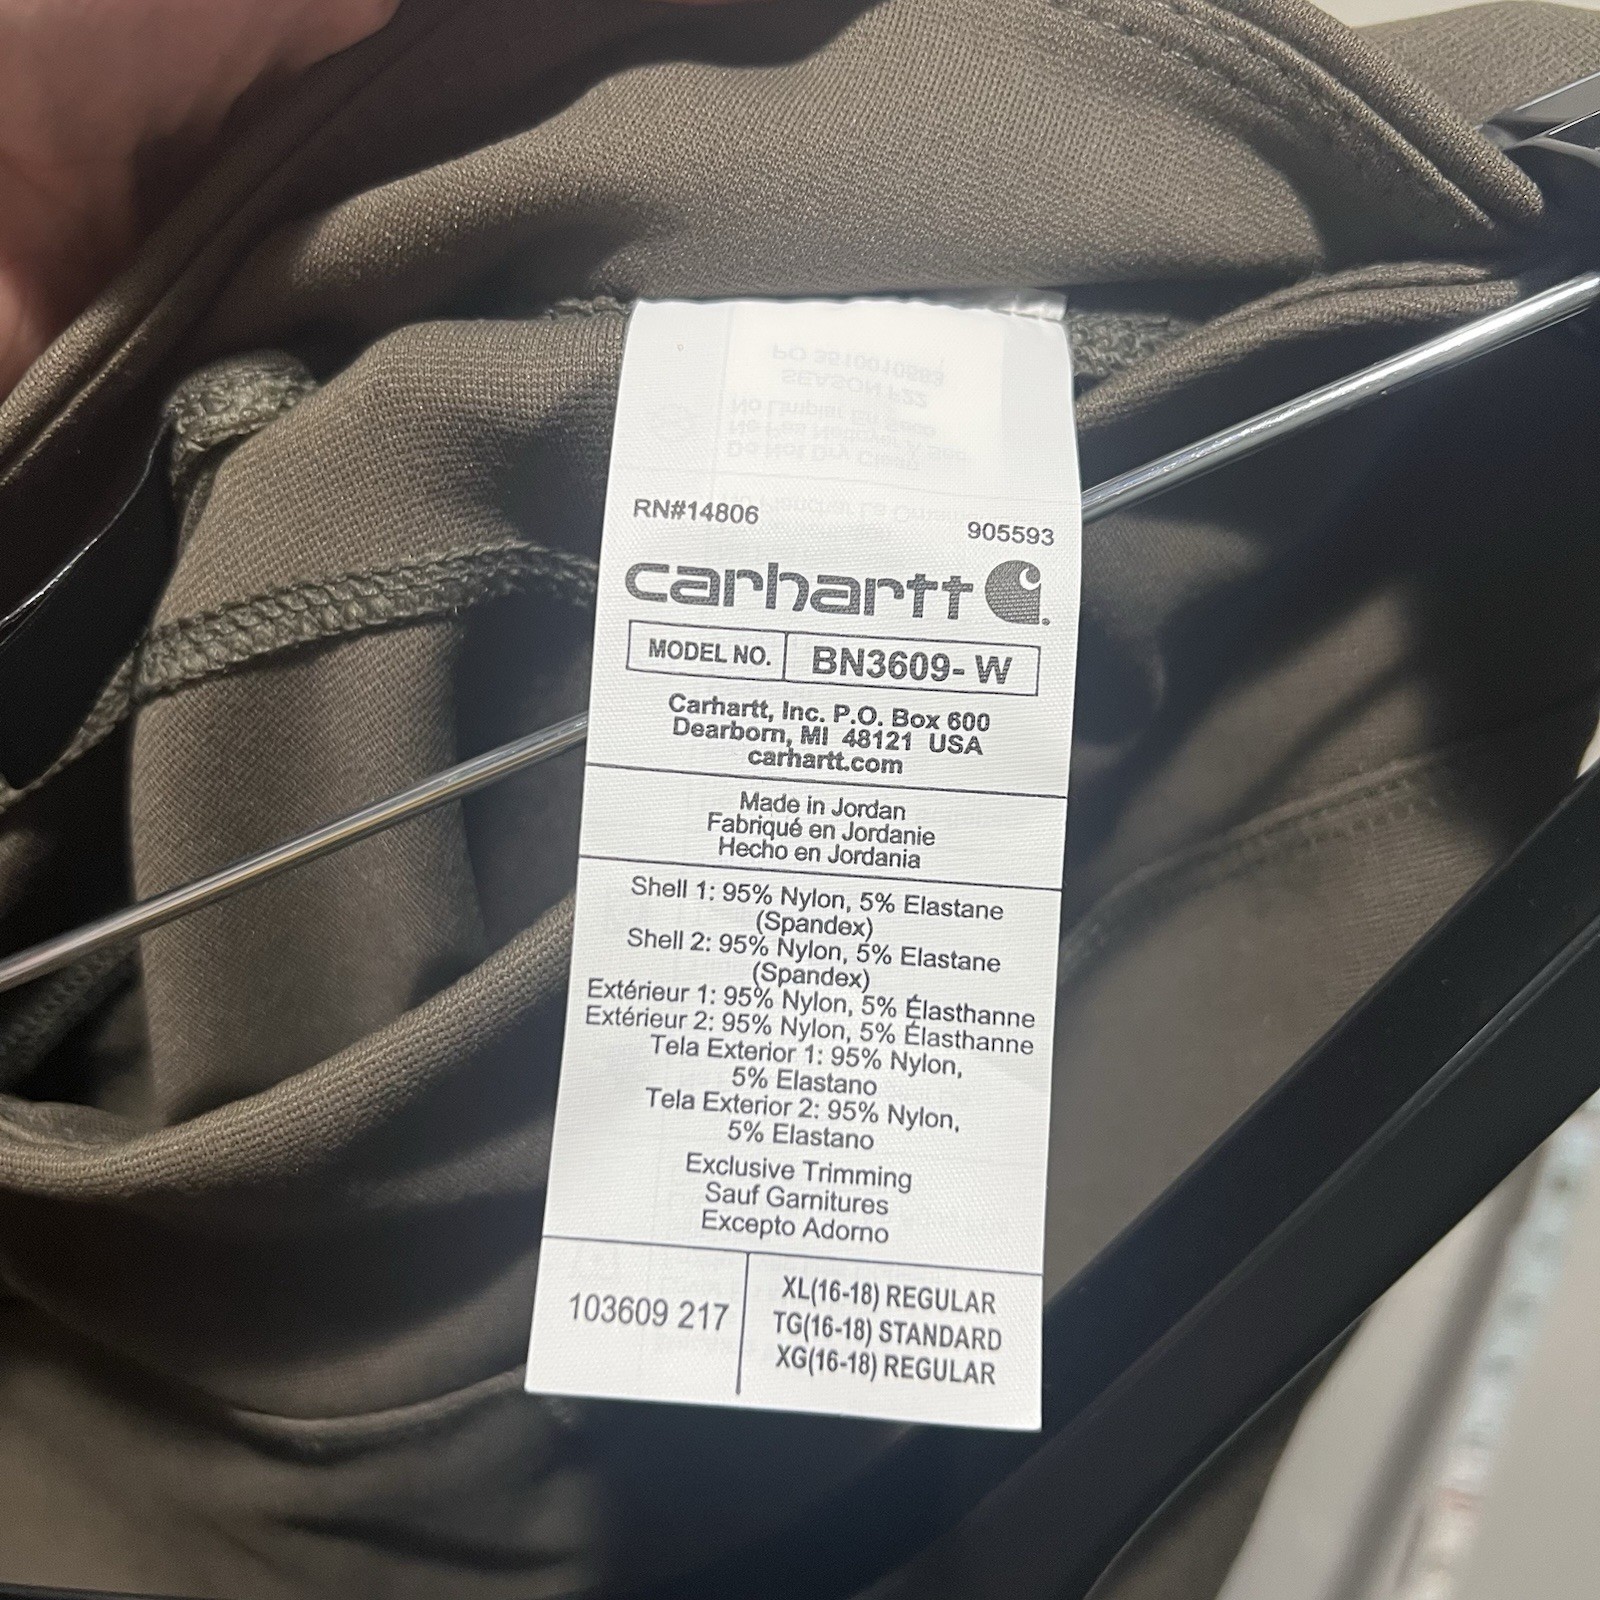 RN#14806
905593
carhartt
MODEL NO.
BN3609- W
Carhartt, Inc. P.O. Box 600
Dearborn, MI 48121 USA
carhartt.com
Made in Jordan
Fabriqué en Jordanie
Hecho en Jordania
Shell 1: 95% Nylon, 5% Elastane
(Spandex)
Shell 2: 95% Nylon, 5% Elastane
(Spandex)
Extérieur 1: 95% Nylon, 5% Élasthanne
Extérieur 2: 95% Nylon, 5% Élasthanne
Tela Exterior 1: 95% Nylon,
5% Elastano
Tela Exterior 2: 95% Nylon,
5% Elastano
Exclusive Trimming
Sauf Garnitures
Excepto Adorno
103609 217
XL(16-18) REGULAR
TG(16-18) STANDARD
XG(16-18) REGULAR